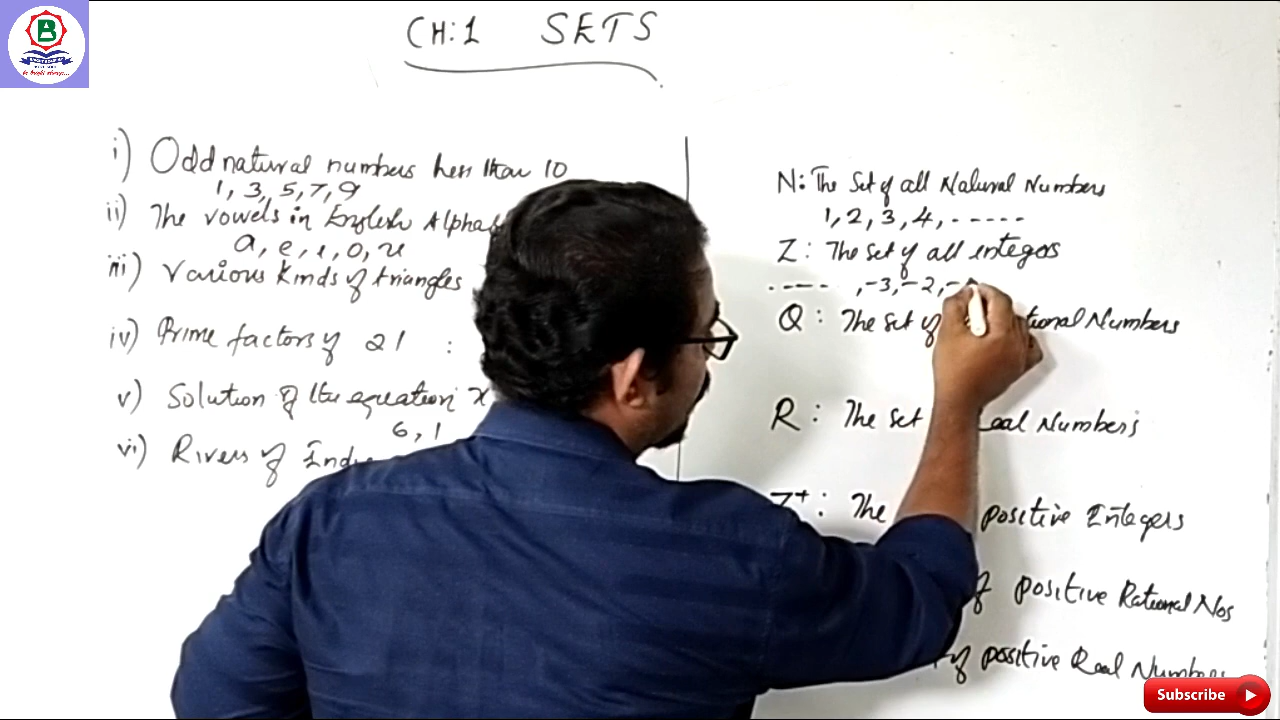 CH:1 SETS
i) Odd natural numbers less than 10
1, 3, 5, 7, 9
ii) The vowels in English Alphab
a, e, i, o, u
iii) Various kinds of triangles
iv) Prime factors of 21 :
v) Solution of the equation x
6, 1
vi) Rivers of India
N: The Set of all Natural Numbers
1, 2, 3, 4, -----
Z: The set of all integers
----- , -3, -2, -
Q: The set of tional Numbers
R: The set Real Numbers
Z+: The positive Integers
of positive Rational Nos
of positive Real Numbers
B
Subscribe